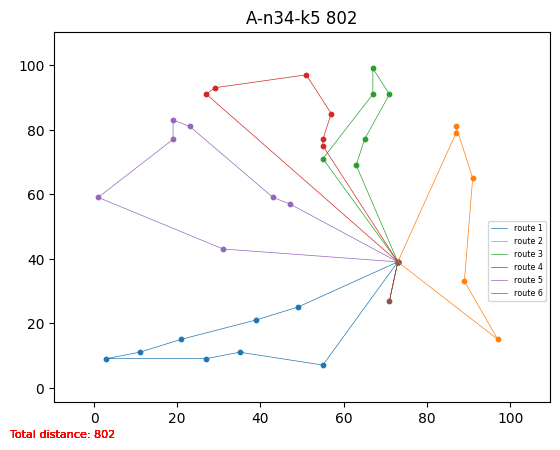 A-n34-k5 802
100
80
60
40
20
0
route 1
route 2
route 3
route 4
route 5
route 6
0 20 40 60 80 100
Total distance: 802